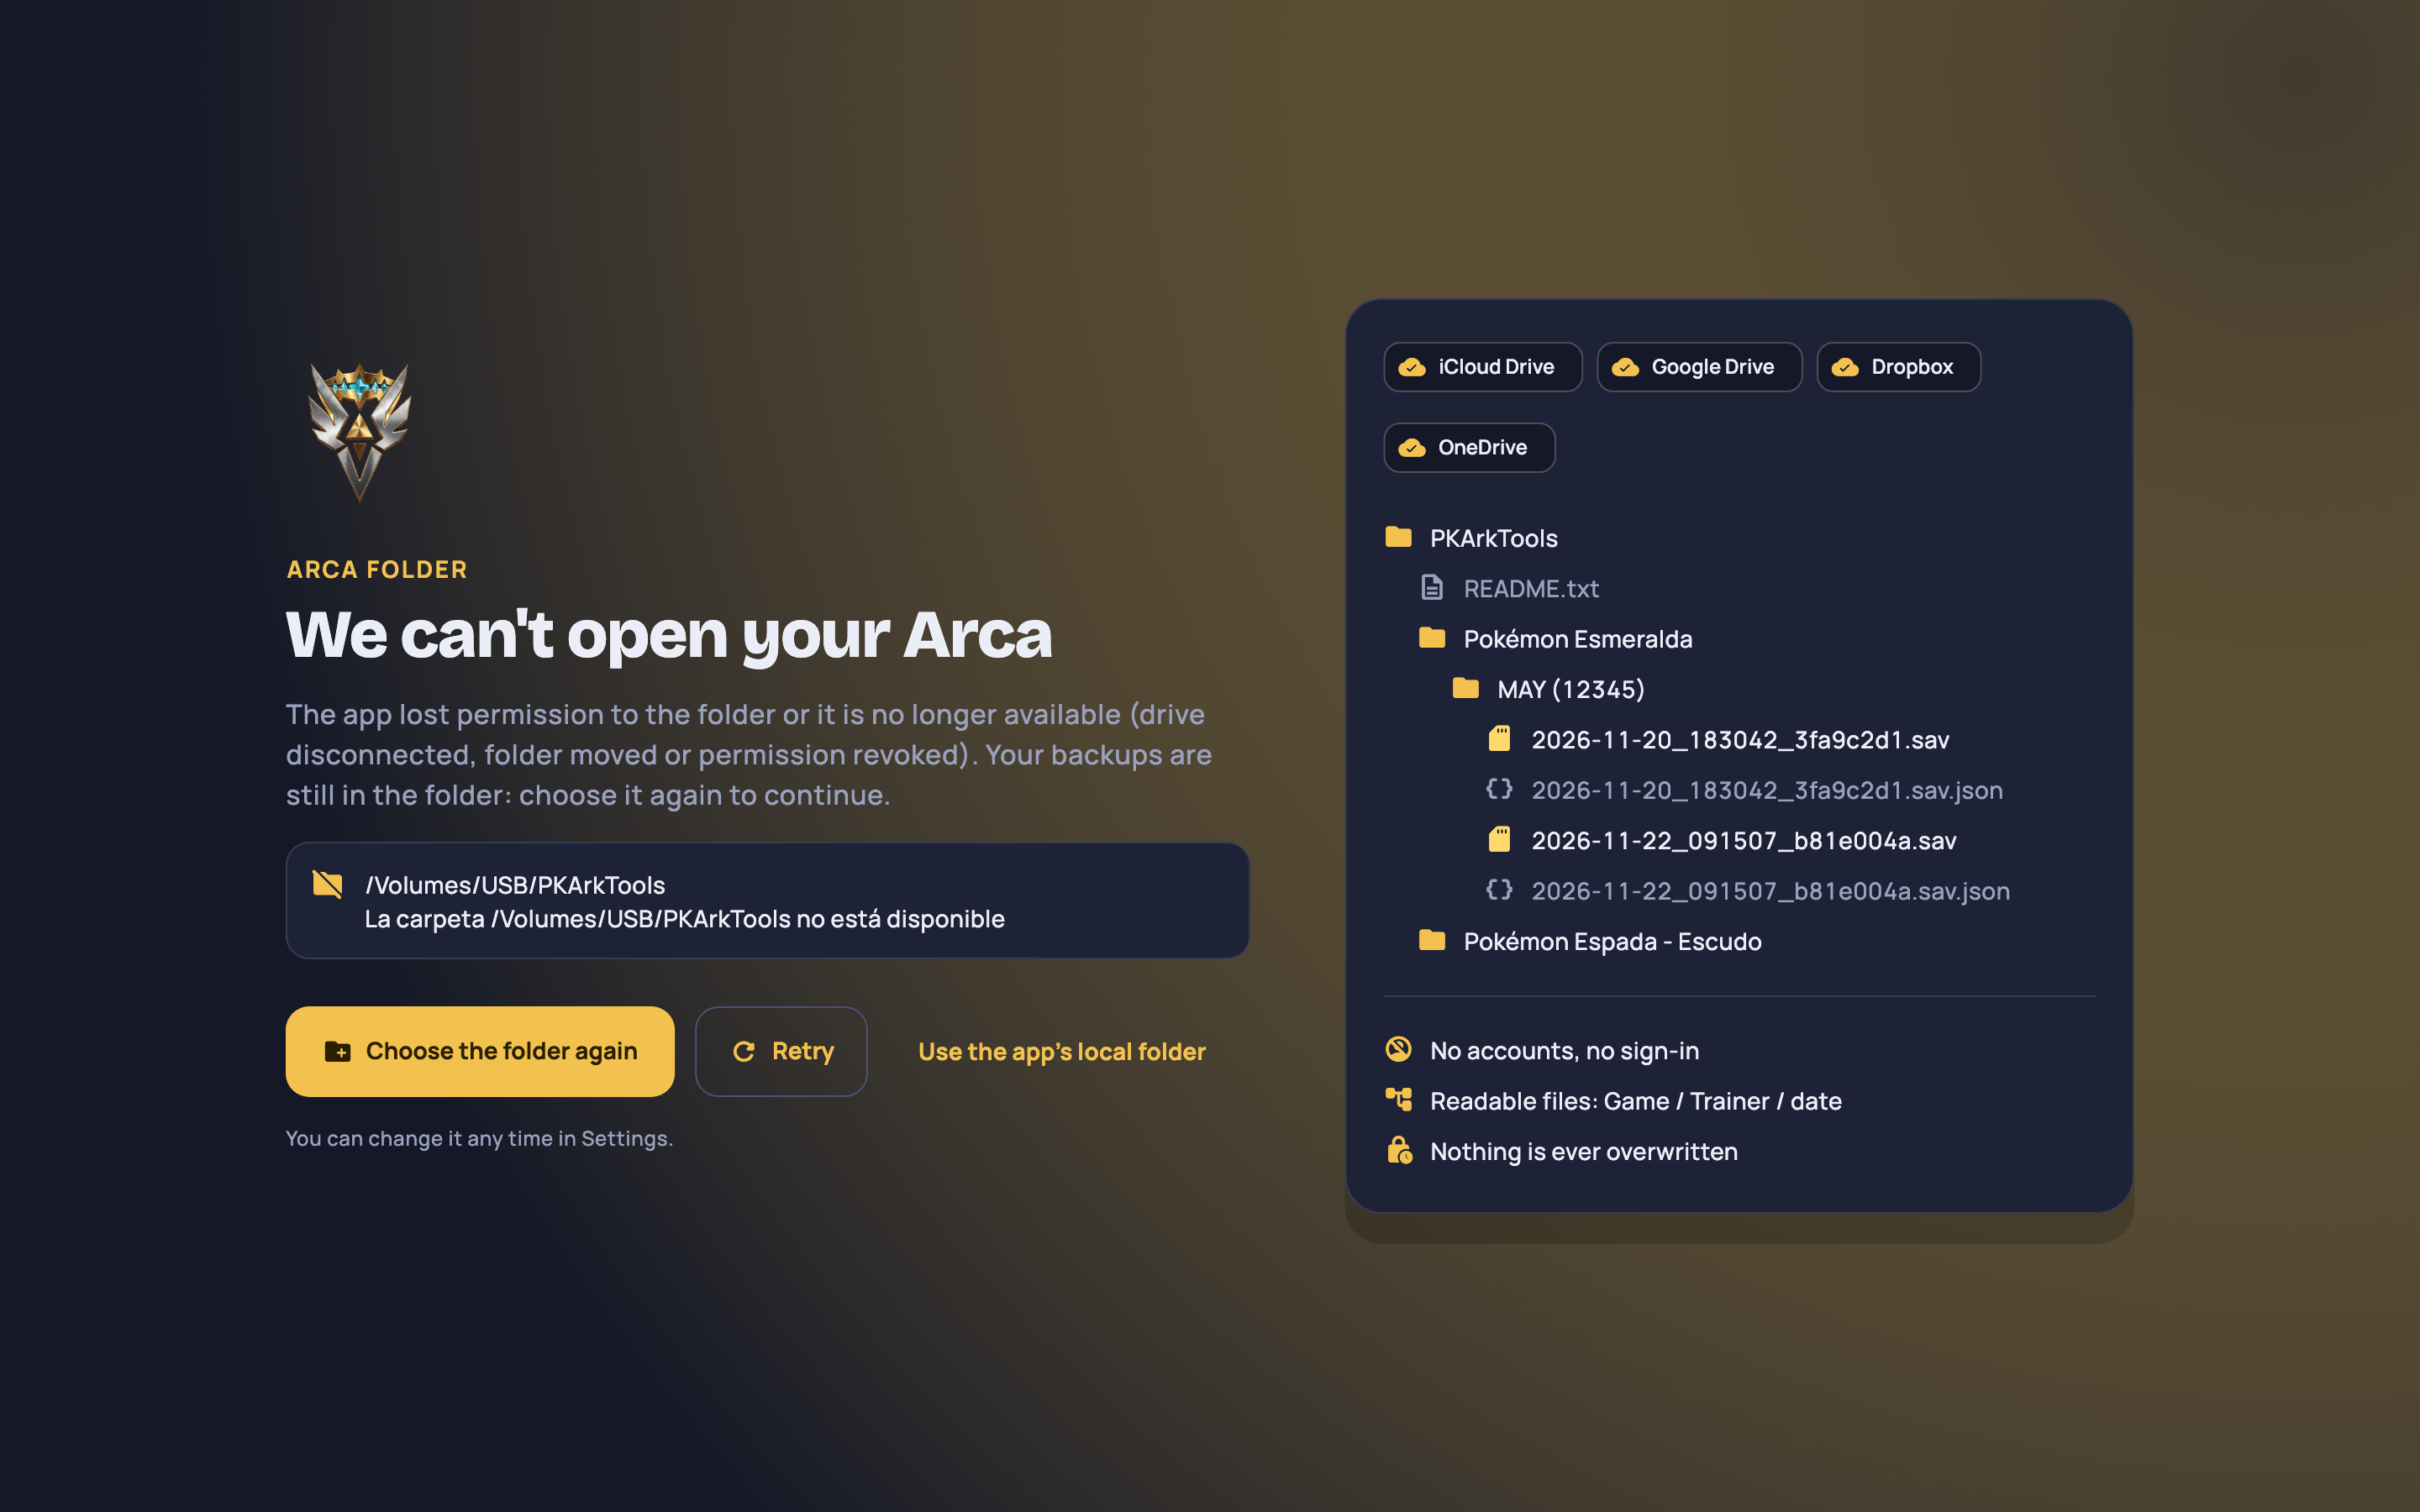 ARCA FOLDER
We can't open your Arca
The app lost permission to the folder or it is no longer available (drive
disconnected, folder moved or permission revoked). Your backups are
still in the folder: choose it again to continue.
/Volumes/USB/PKArkTools
La carpeta /Volumes/USB/PKArkTools no está disponible
Choose the folder again
Retry
Use the app's local folder
You can change it any time in Settings.
iCloud Drive
Google Drive
Dropbox
OneDrive
PKArkTools
README.txt
Pokémon Esmeralda
MAY (12345)
2026-11-20_183042_3fa9c2d1.sav
2026-11-20_183042_3fa9c2d1.sav.json
2026-11-22_091507_b81e004a.sav
2026-11-22_091507_b81e004a.sav.json
Pokémon Espada - Escudo
No accounts, no sign-in
Readable files: Game / Trainer / date
Nothing is ever overwritten